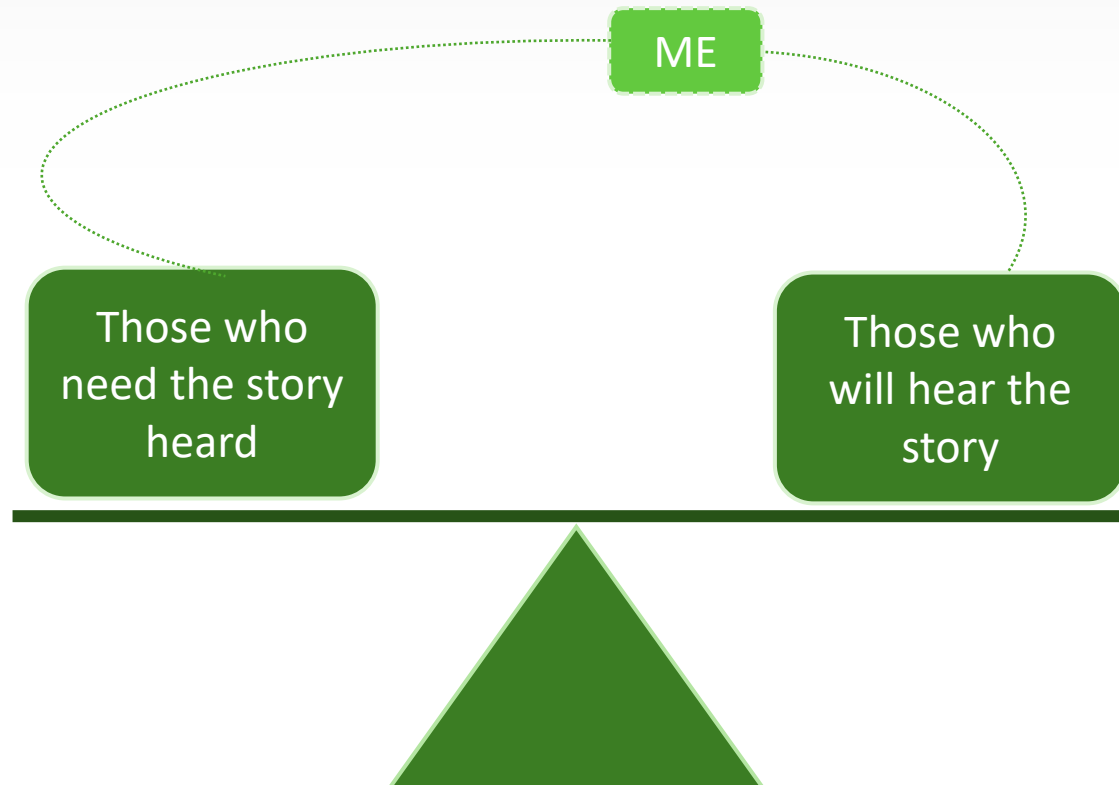 ME
Those who
need the story
heard
Those who
will hear the
story